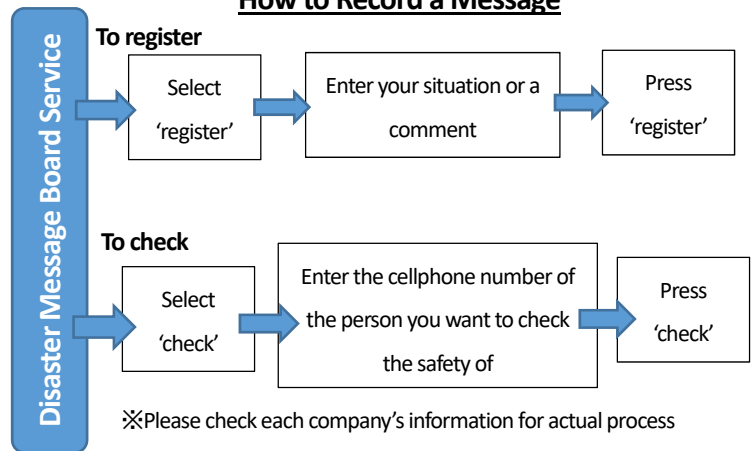 How to Record a Message
Disaster Message Board Service
To register
Select
‘register’
Enter your situation or a
comment
Press
‘register’
To check
Select
‘check’
Enter the cellphone number of
the person you want to check
the safety of
Press
‘check’
※Please check each company’s information for actual process